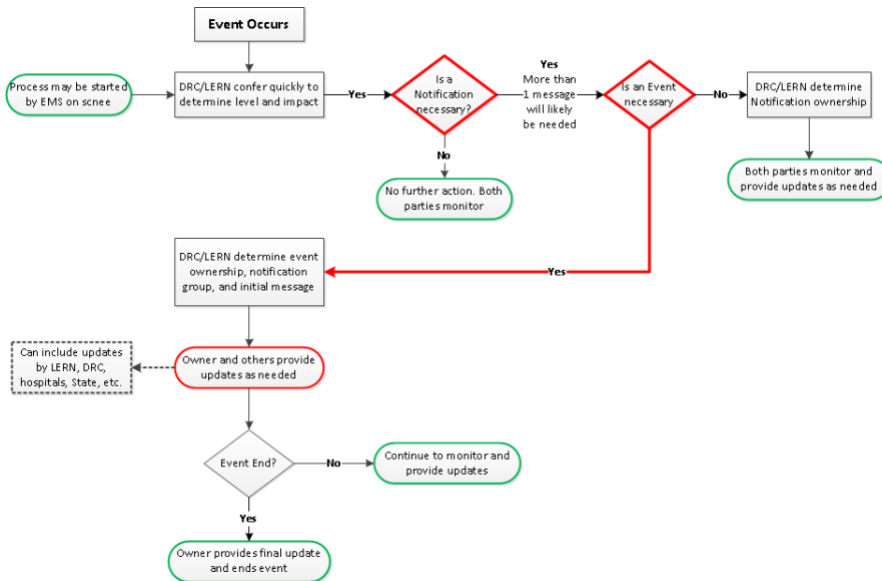 Event Occurs
Process may be started
by EMS on scnee
DRC/LERN confer quickly to
determine level and impact
Yes
Is a
Notification
necessary?
Yes
More than
1 message
will likely
be needed
Is an Event
necessary
No
DRC/LERN determine
Notification ownership
No
No further action. Both
parties monitor
Both parties monitor and
provide updates as needed
DRC/LERN determine event
ownership, notification
group, and initial message
Yes
Can include updates
by LERN, DRC,
hospitals, State, etc.
Owner and others provide
updates as needed
Event End?
No
Continue to monitor and
provide updates
Yes
Owner provides final update
and ends event